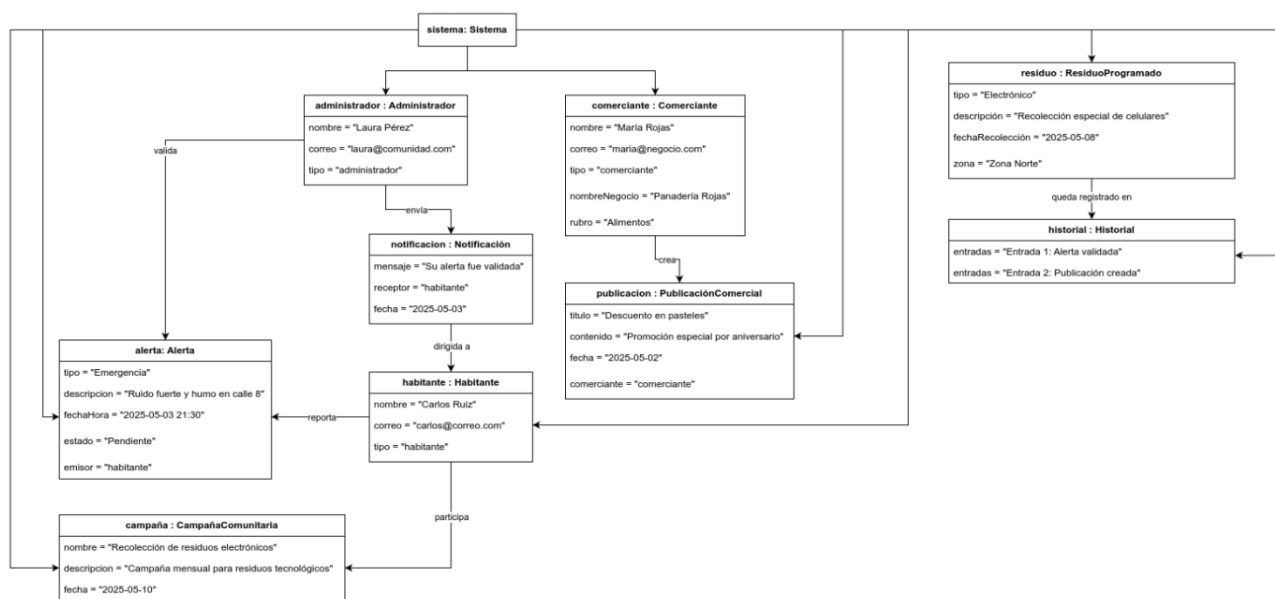 sistema: Sistema
residuo : ResiduoProgramado
tipo = "Electrónico"
descripción = "Recolección especial de celulares"
fechaRecolección = "2025-05-08"
zona = "Zona Norte"
administrador : Administrador
nombre = "Laura Pérez"
correo = "laura@comunidad.com"
tipo = "administrador"
comerciante : Comerciante
nombre = "María Rojas"
correo = "maria@negocio.com"
tipo = "comerciante"
nombreNegocio = "Panadería Rojas"
rubro = "Alimentos"
valida
envía
queda registrado en
historial : Historial
entradas = "Entrada 1: Alerta validada"
entradas = "Entrada 2: Publicación creada"
notificacion : Notificación
mensaje = "Su alerta fue validada"
receptor = "habitante"
fecha = "2025-05-03"
crea
publicacion : PublicaciónComercial
titulo = "Descuento en pasteles"
contenido = "Promoción especial por aniversario"
fecha = "2025-05-02"
comerciante = "comerciante"
dirigida a
alerta: Alerta
tipo = "Emergencia"
descripcion = "Ruido fuerte y humo en calle 8"
fechaHora = "2025-05-03 21:30"
estado = "Pendiente"
emisor = "habitante"
reporta
habitante : Habitante
nombre = "Carlos Ruiz"
correo = "carlos@correo.com"
tipo = "habitante"
participa
campaña : CampañaComunitaria
nombre = "Recolección de residuos electrónicos"
descripcion = "Campaña mensual para residuos tecnológicos"
fecha = "2025-05-10"